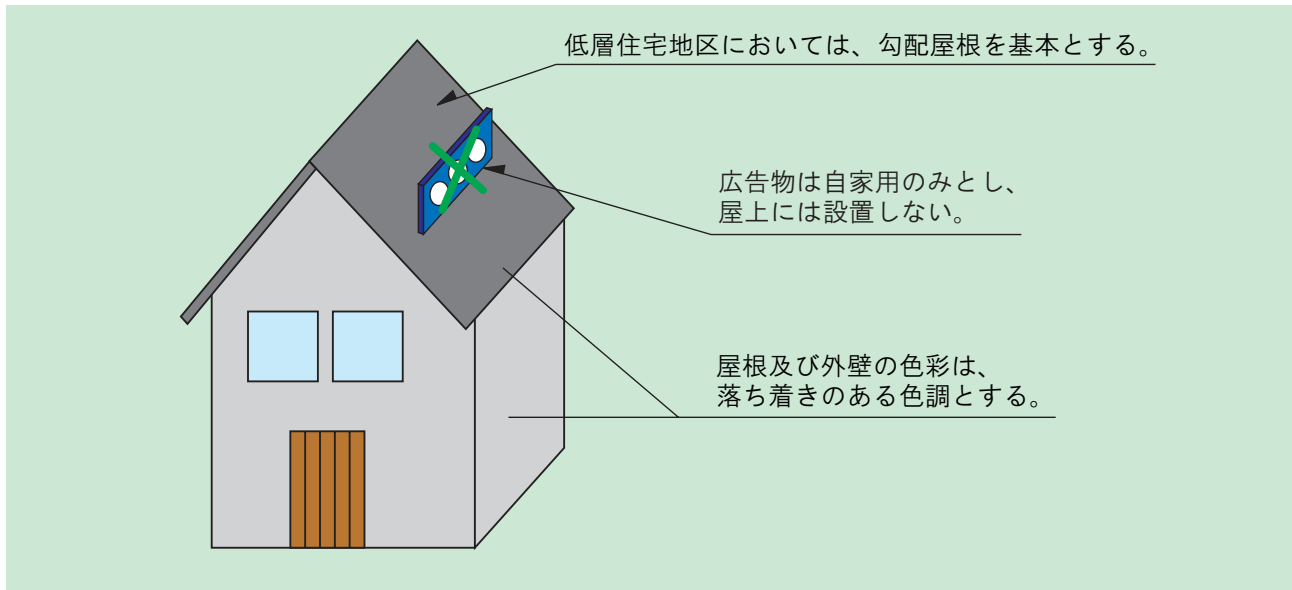 低層住宅地区においては、勾配屋根を基本とする。
広告物は自家用のみとし、
屋上には設置しない。
屋根及び外壁の色彩は、
落ち着きのある色調とする。